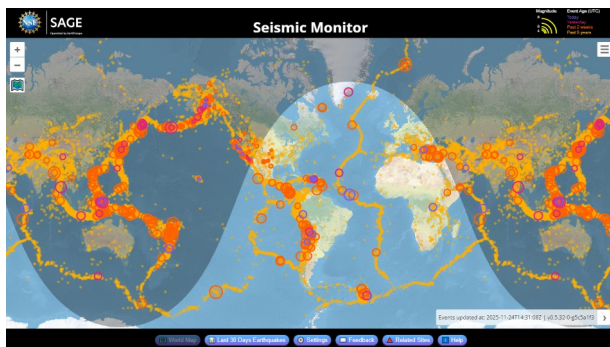 NSF
SAGE
Seismic Monitor
Magnitude
Event Age (UTC)
Today
Yesterday
Past 2 weeks
Past 5 years
+
−
Events updated at: 2025-11-24T14:31:08Z
World Map
Last 30 Days Earthquakes
Settings
Feedback
Related Sites
Help